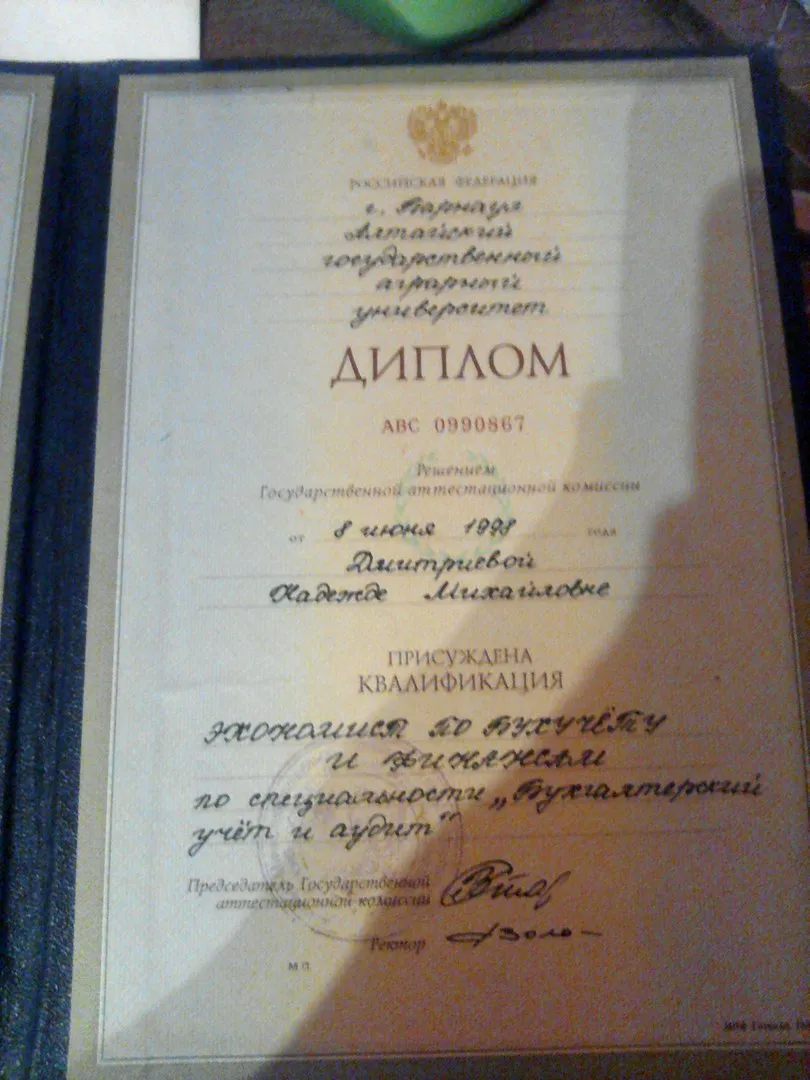 РОССИЙСКАЯ ФЕДЕРАЦИЯ
г. Барнаул
Алтайский
государственный
аграрный
университет
ДИПЛОМ
АВС 0990867
Решением
Государственной аттестационной комиссии
от 8 июня 1998 года
Дмитриевой
Надежде Михайловне
ПРИСУЖДЕНА
КВАЛИФИКАЦИЯ
ЭКОНОМИСТ ПО БУХУЧЁТУ
И ФИНАНСАМ
по специальности „Бухгалтерский
учёт и аудит“
Председатель Государственной
аттестационной комиссии
Ректор
М.П.